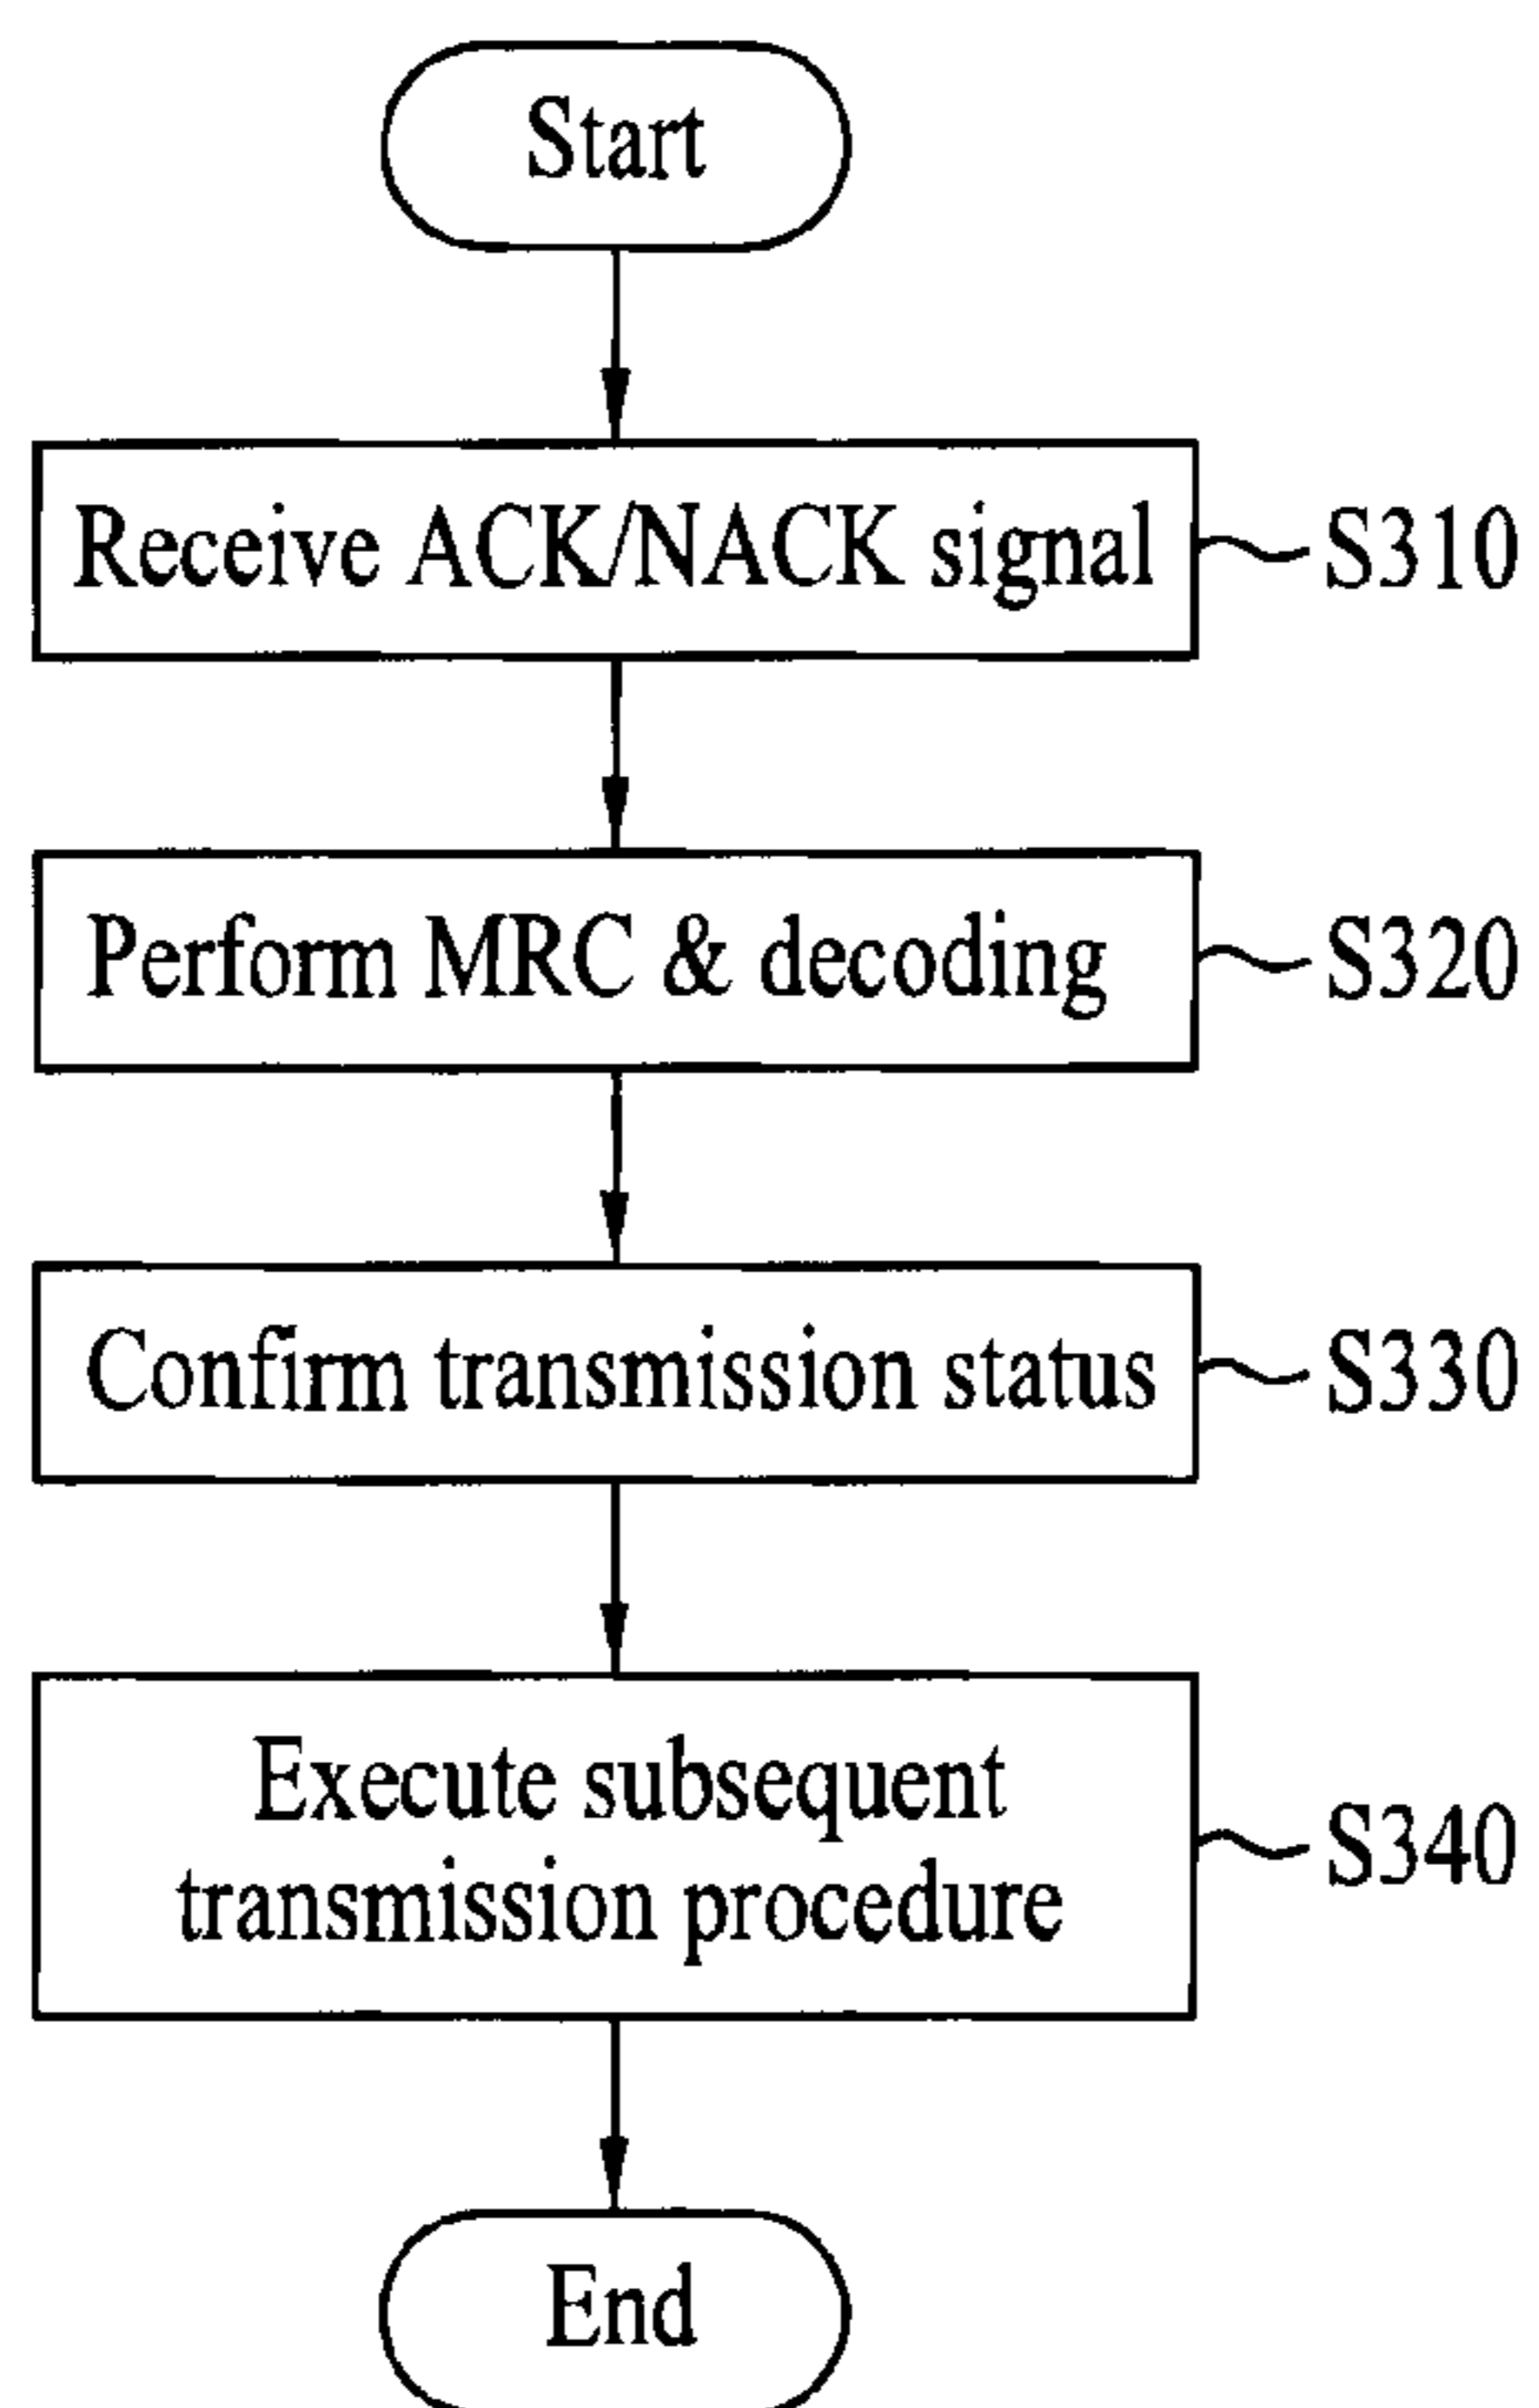 Start
Receive ACK/NACK signal
S310
Perform MRC & decoding
S320
Confirm transmission status
S330
Execute subsequent
transmission procedure
S340
End